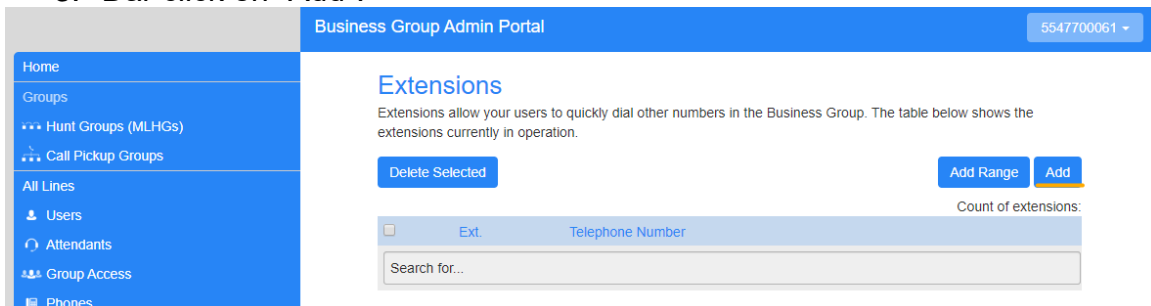 Business Group Admin Portal
5547700061
Home
Groups
Hunt Groups (MLHGs)
Call Pickup Groups
All Lines
Users
Attendants
Group Access
Phones
Extensions
Extensions allow your users to quickly dial other numbers in the Business Group. The table below shows the
extensions currently in operation.
Delete Selected
Add Range
Add
Count of extensions:
Ext.
Telephone Number
Search for...